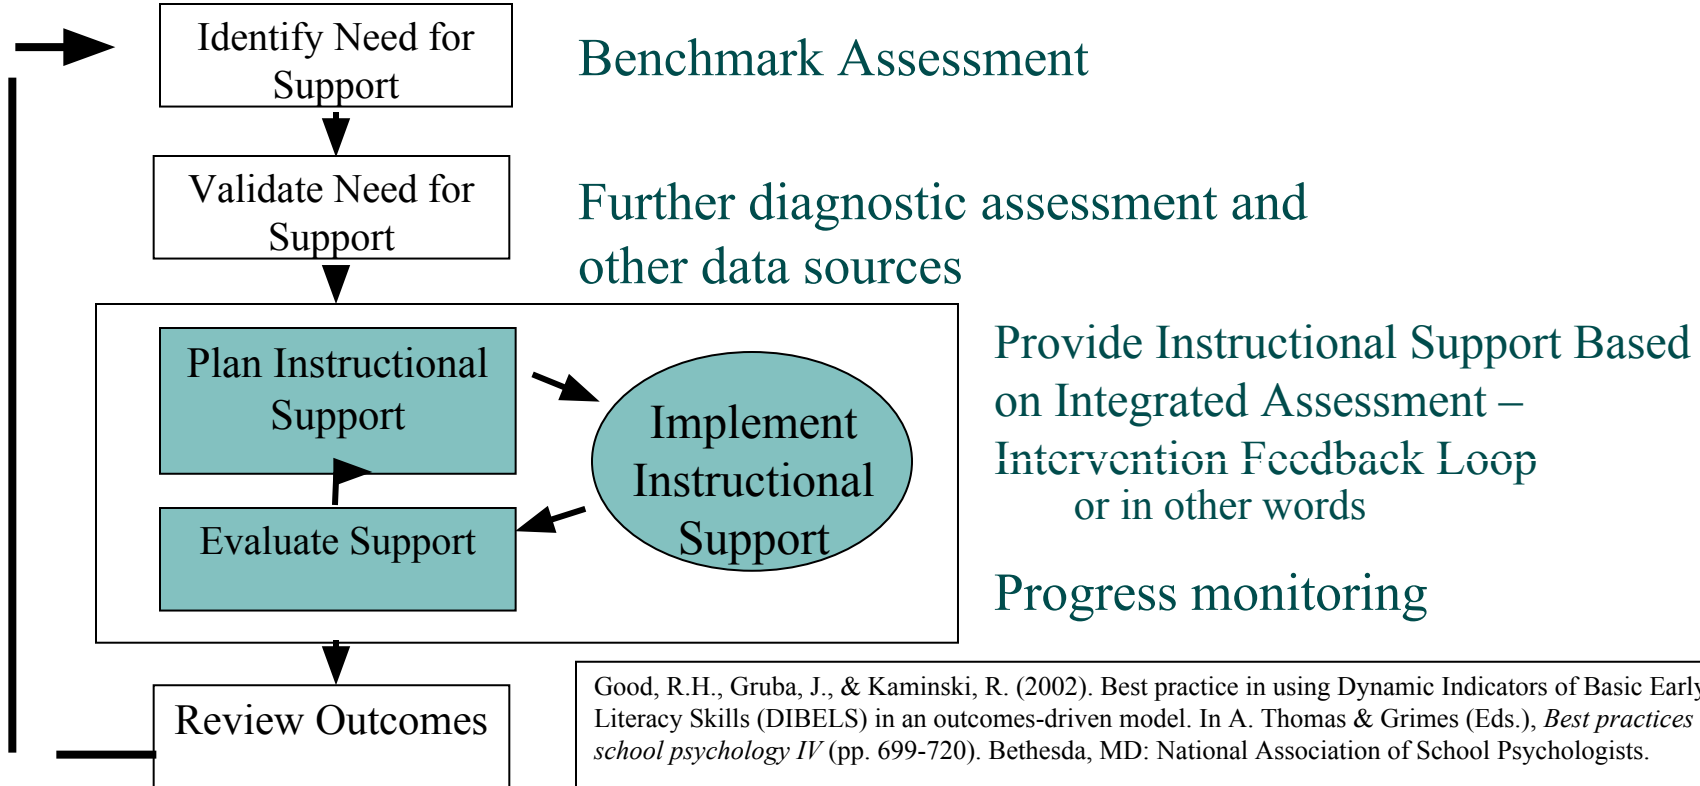 Identify Need for
Support
Benchmark Assessment
Validate Need for
Support
Further diagnostic assessment and
other data sources
Plan Instructional
Support
Implement
Instructional
Support
Evaluate Support
Provide Instructional Support Based
on Integrated Assessment –
Intervention Feedback Loop
or in other words
Progress monitoring
Review Outcomes
Good, R.H., Gruba, J., & Kaminski, R. (2002). Best practice in using Dynamic Indicators of Basic Early
Literacy Skills (DIBELS) in an outcomes-driven model. In A. Thomas & Grimes (Eds.), Best practices
school psychology IV (pp. 699-720). Bethesda, MD: National Association of School Psychologists.